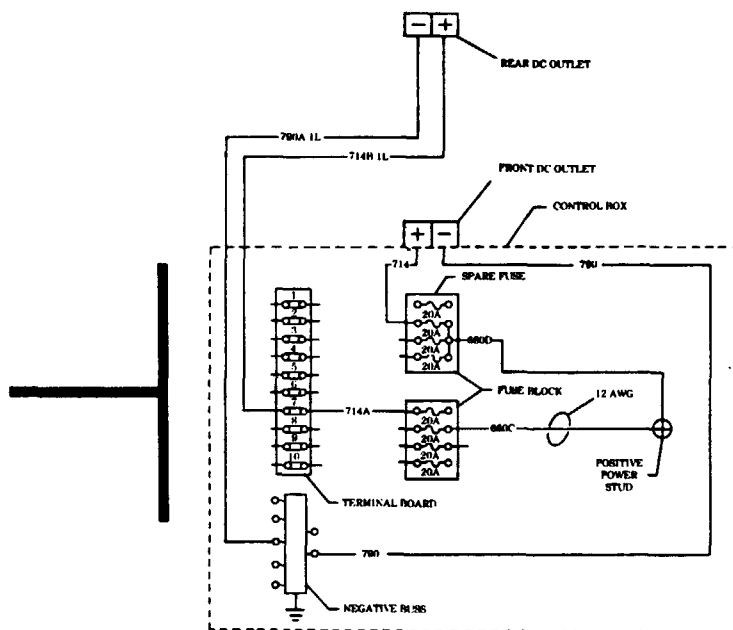 − +
REAR DC OUTLET
790A 1L
714B 1L
FRONT DC OUTLET
CONTROL BOX
+ −
714
790
SPARE FUSE
1
2
3
4
5
6
7
8
9
10
20A
20A
20A
20A
680D
FUSE BLOCK
12 AWG
714A
680C
20A
20A
20A
20A
POSITIVE
POWER
STUD
TERMINAL BOARD
790
NEGATIVE BUSS